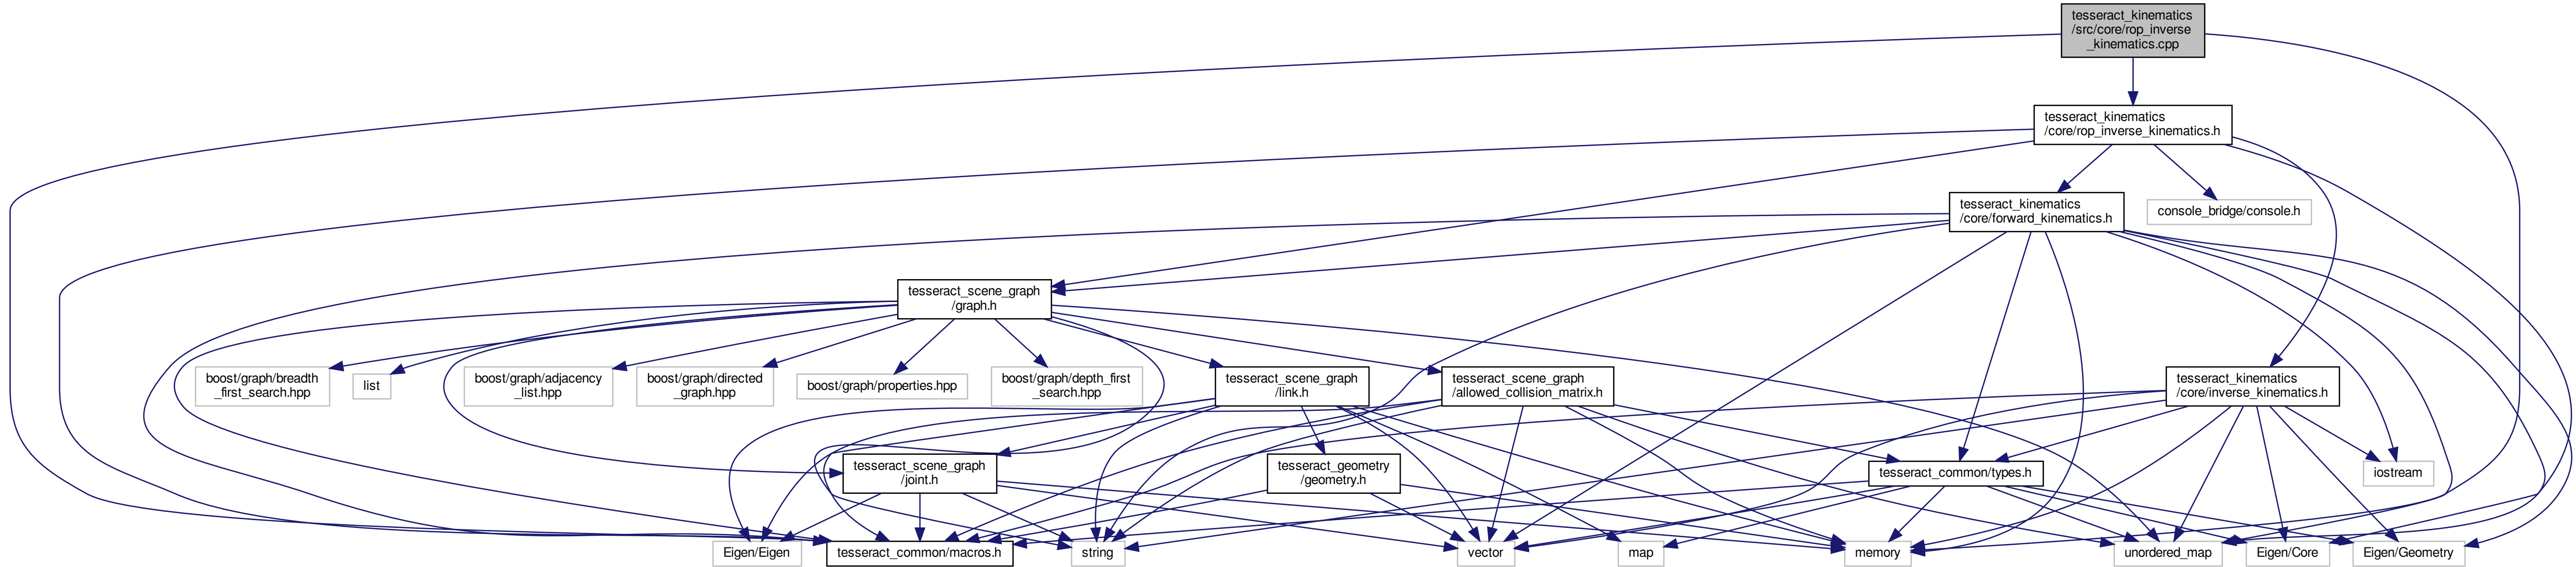 tesseract_kinematics
/src/core/rop_inverse
_kinematics.cpp
tesseract_kinematics
/core/rop_inverse_kinematics.h
tesseract_kinematics
/core/forward_kinematics.h
console_bridge/console.h
tesseract_scene_graph
/graph.h
boost/graph/breadth
_first_search.hpp
list
boost/graph/adjacency
_list.hpp
boost/graph/directed
_graph.hpp
boost/graph/properties.hpp
boost/graph/depth_first
_search.hpp
tesseract_scene_graph
/link.h
tesseract_scene_graph
/allowed_collision_matrix.h
tesseract_kinematics
/core/inverse_kinematics.h
tesseract_scene_graph
/joint.h
tesseract_geometry
/geometry.h
tesseract_common/types.h
iostream
Eigen/Eigen
tesseract_common/macros.h
string
vector
map
memory
unordered_map
Eigen/Core
Eigen/Geometry